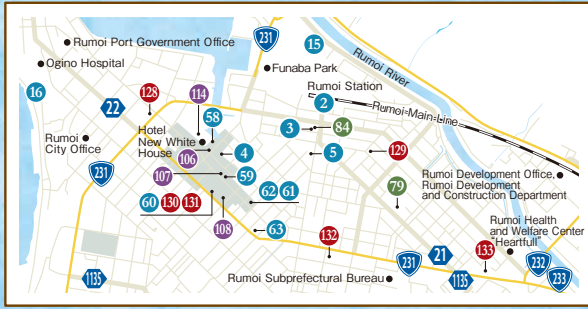 Rumoi Port Government Office
231
15
Ogino Hospital
Funaba Park
Rumoi River
16
Rumoi Station
22
128
114
2
58
Rumoi-Main-Line
3
84
Rumoi
City Office
Hotel
New White
House
106
4
5
129
231
107
59
Rumoi Development Office,
Rumoi Development
and Construction Department
79
60
130
131
62
61
108
63
132
Rumoi Health
and Welfare Center
"Heartfull"
21
133
231
232
1135
Rumoi Subprefectural Bureau
1135
233